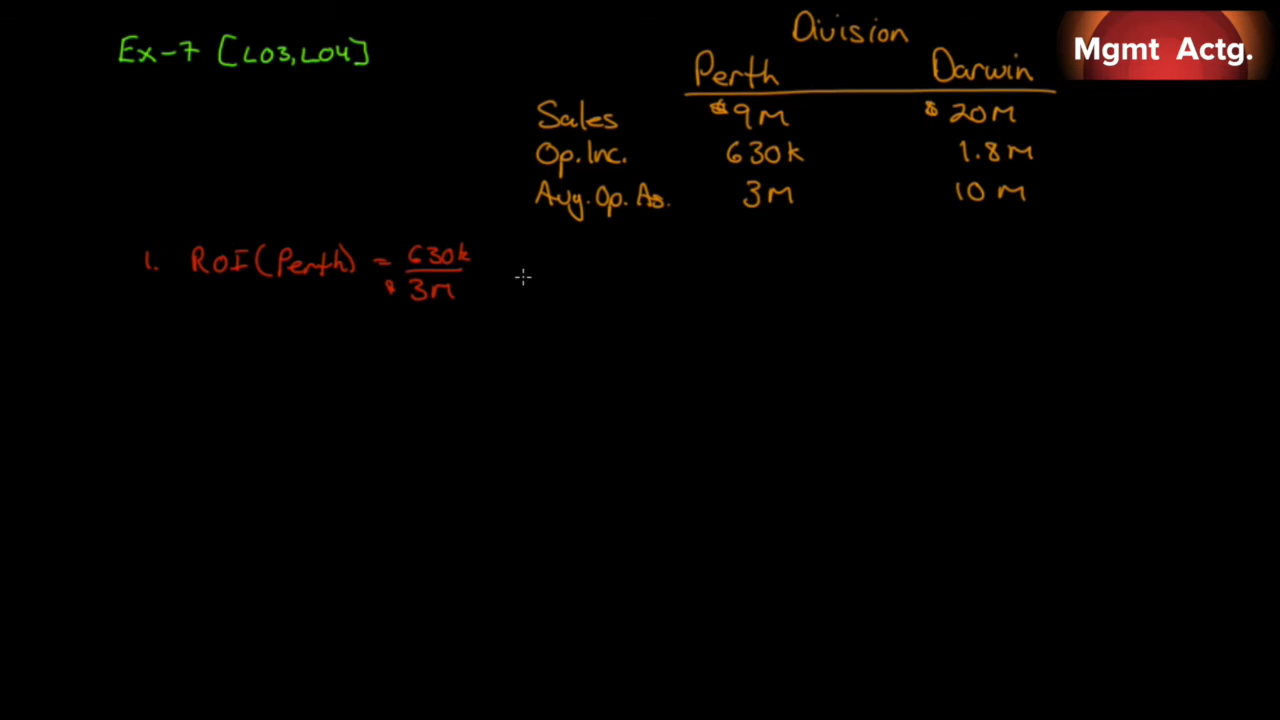 Ex-7 [LO3, LO4]
Division
Mgmt Actg.
Perth Darwin
Sales $9M $20M
Op. Inc. 630k 1.8M
Avg. Op. As. 3M 10M
1. ROI (Perth) = 630k
$3M